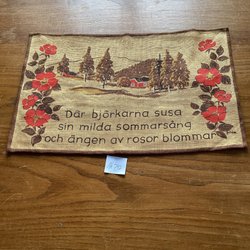 Där björkarna susa
sin milda sommarsång
och ängen av rosor blommar